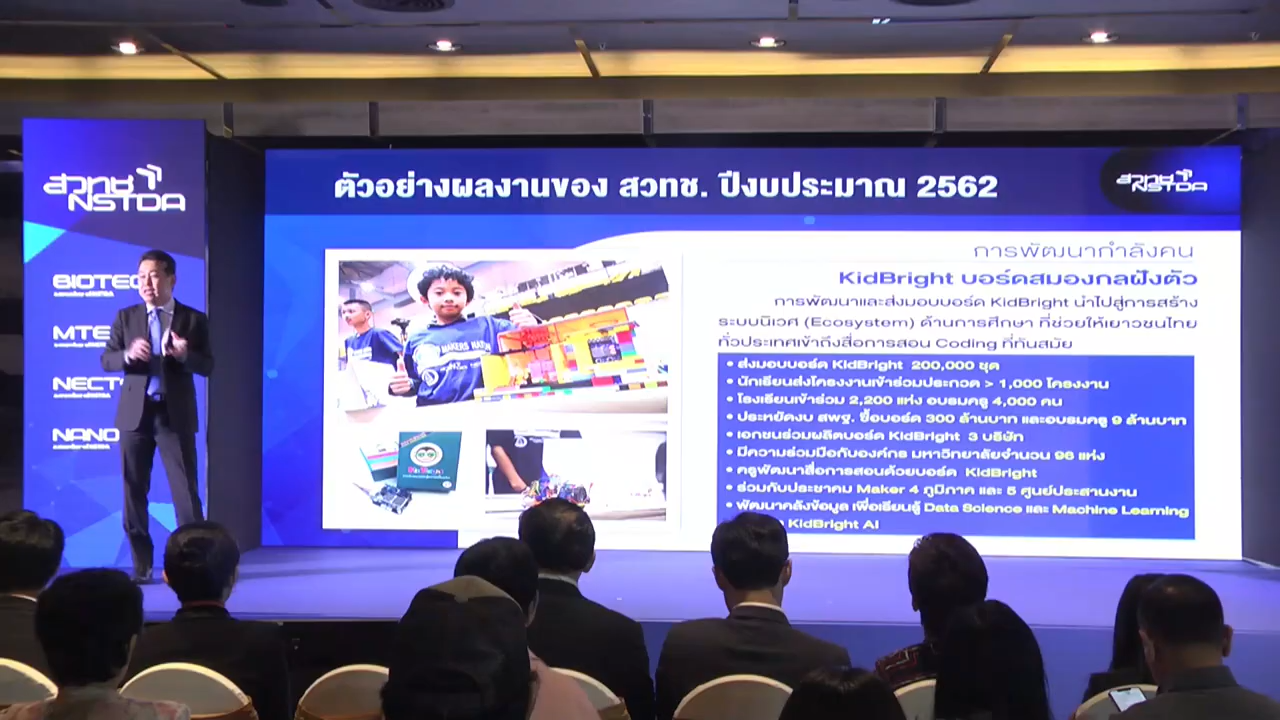 สวทช
NSTDA
BIOTEC
MTE
NECT
NANO
ตัวอย่างผลงานของ สวทช. ปีงบประมาณ 2562
สวทช
NSTDA
การพัฒนากำลังคน
KidBright บอร์ดสมองกลฝังตัว
การพัฒนาและส่งมอบบอร์ด KidBright นำไปสู่การสร้าง
ระบบนิเวศ (Ecosystem) ด้านการศึกษา ที่ช่วยให้เยาวชนไทย
ทั่วประเทศเข้าถึงสื่อการสอน Coding ที่ทันสมัย
• ส่งมอบบอร์ด KidBright 200,000 ชุด
• นักเรียนส่งโครงงานเข้าร่วมประกวด > 1,000 โครงงาน
• โรงเรียนเข้าร่วม 2,200 แห่ง อบรมครู 4,000 คน
• ประหยัดงบ สพฐ. ซื้อบอร์ด 300 ล้านบาท และอบรมครู 9 ล้านบาท
• เอกชนร่วมผลิตบอร์ด KidBright 3 บริษัท
• มีความร่วมมือกับองค์กร มหาวิทยาลัยจำนวน 96 แห่ง
• ครูพัฒนาสื่อการสอนด้วยบอร์ด KidBright
• ร่วมกับประชาคม Maker 4 ภูมิภาค และ 5 ศูนย์ประสานงาน
• พัฒนาคลังข้อมูล เพื่อเรียนรู้ Data Science และ Machine Learning
KidBright AI
MAKERS